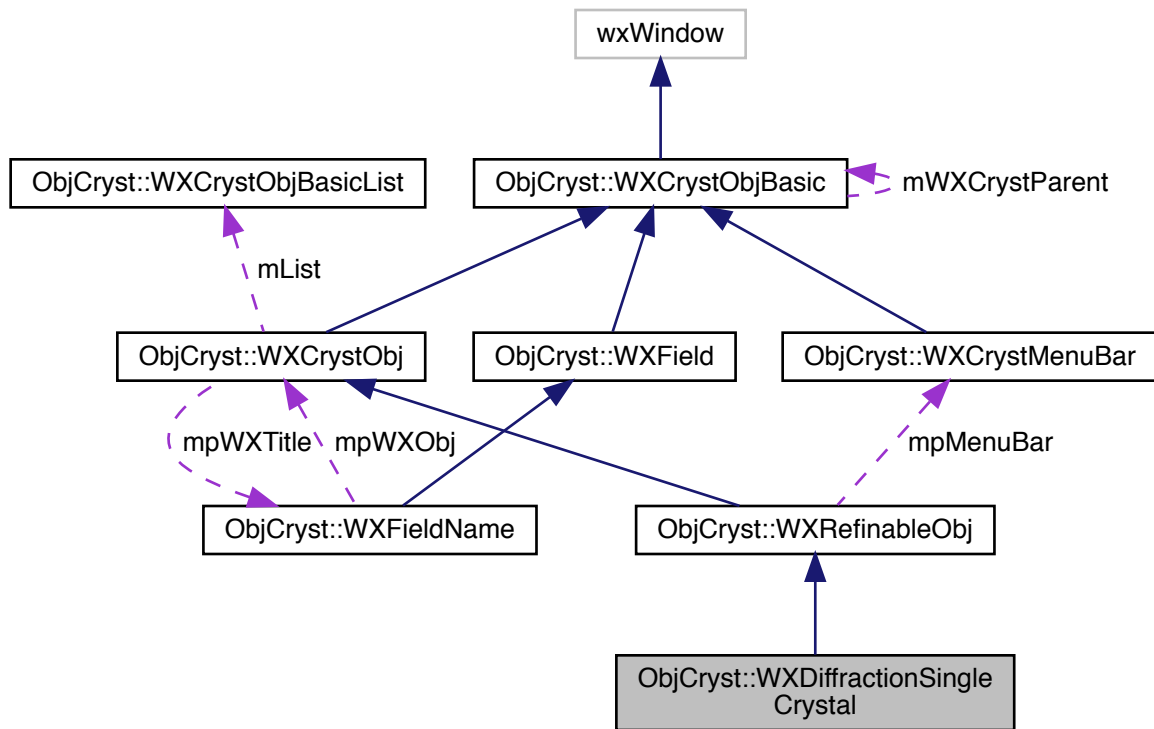 wxWindow
ObjCryst::WXCrystObjBasicList
ObjCryst::WXCrystObjBasic
mWXCrystParent
mList
ObjCryst::WXCrystObj
ObjCryst::WXField
ObjCryst::WXCrystMenuBar
mpWXTitle
mpWXObj
mpMenuBar
ObjCryst::WXFieldName
ObjCryst::WXRefinableObj
ObjCryst::WXDiffractionSingle
Crystal